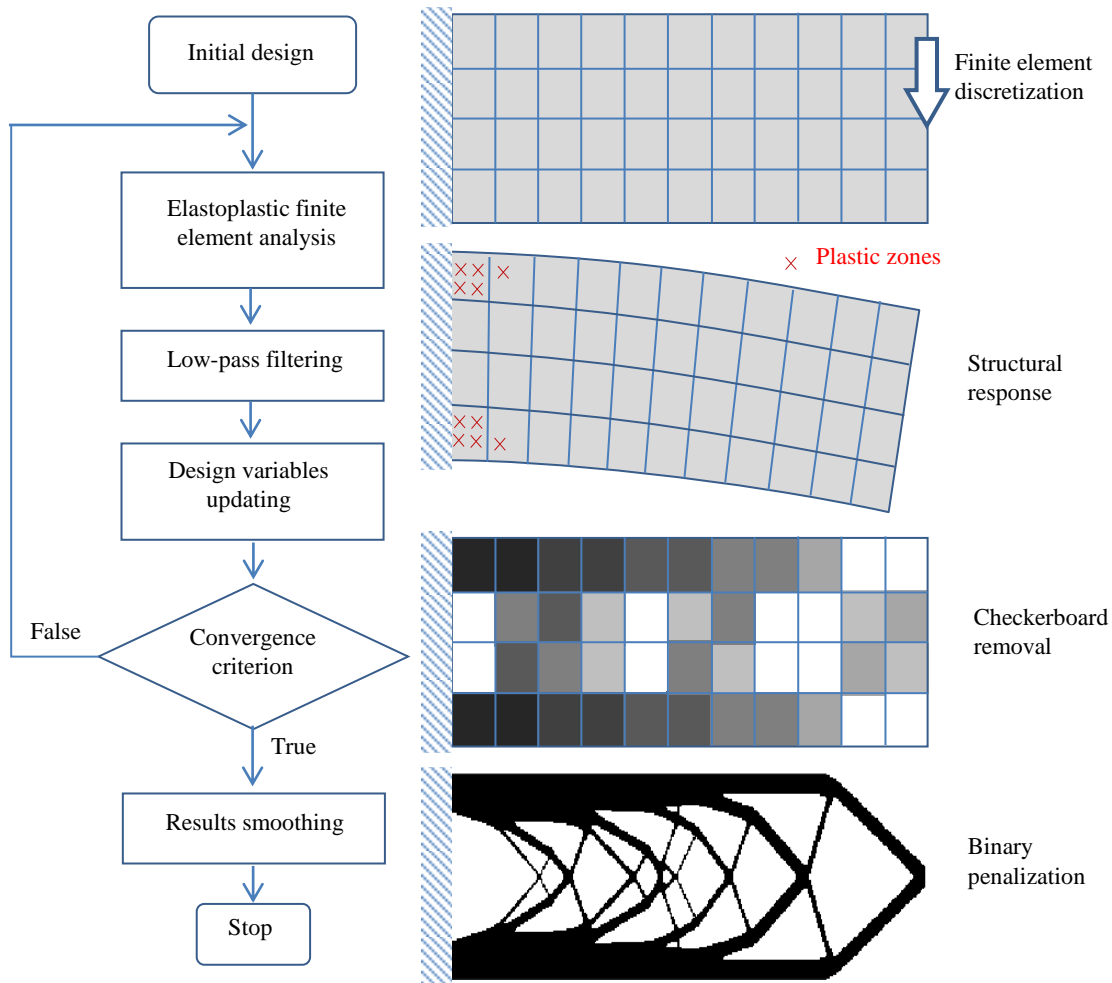 Initial design
Elastoplastic finite
element analysis
Low-pass filtering
Design variables
updating
False
Convergence
criterion
True
Results smoothing
Stop
Finite element
discretization
Plastic zones
Structural
response
Checkerboard
removal
Binary
penalization